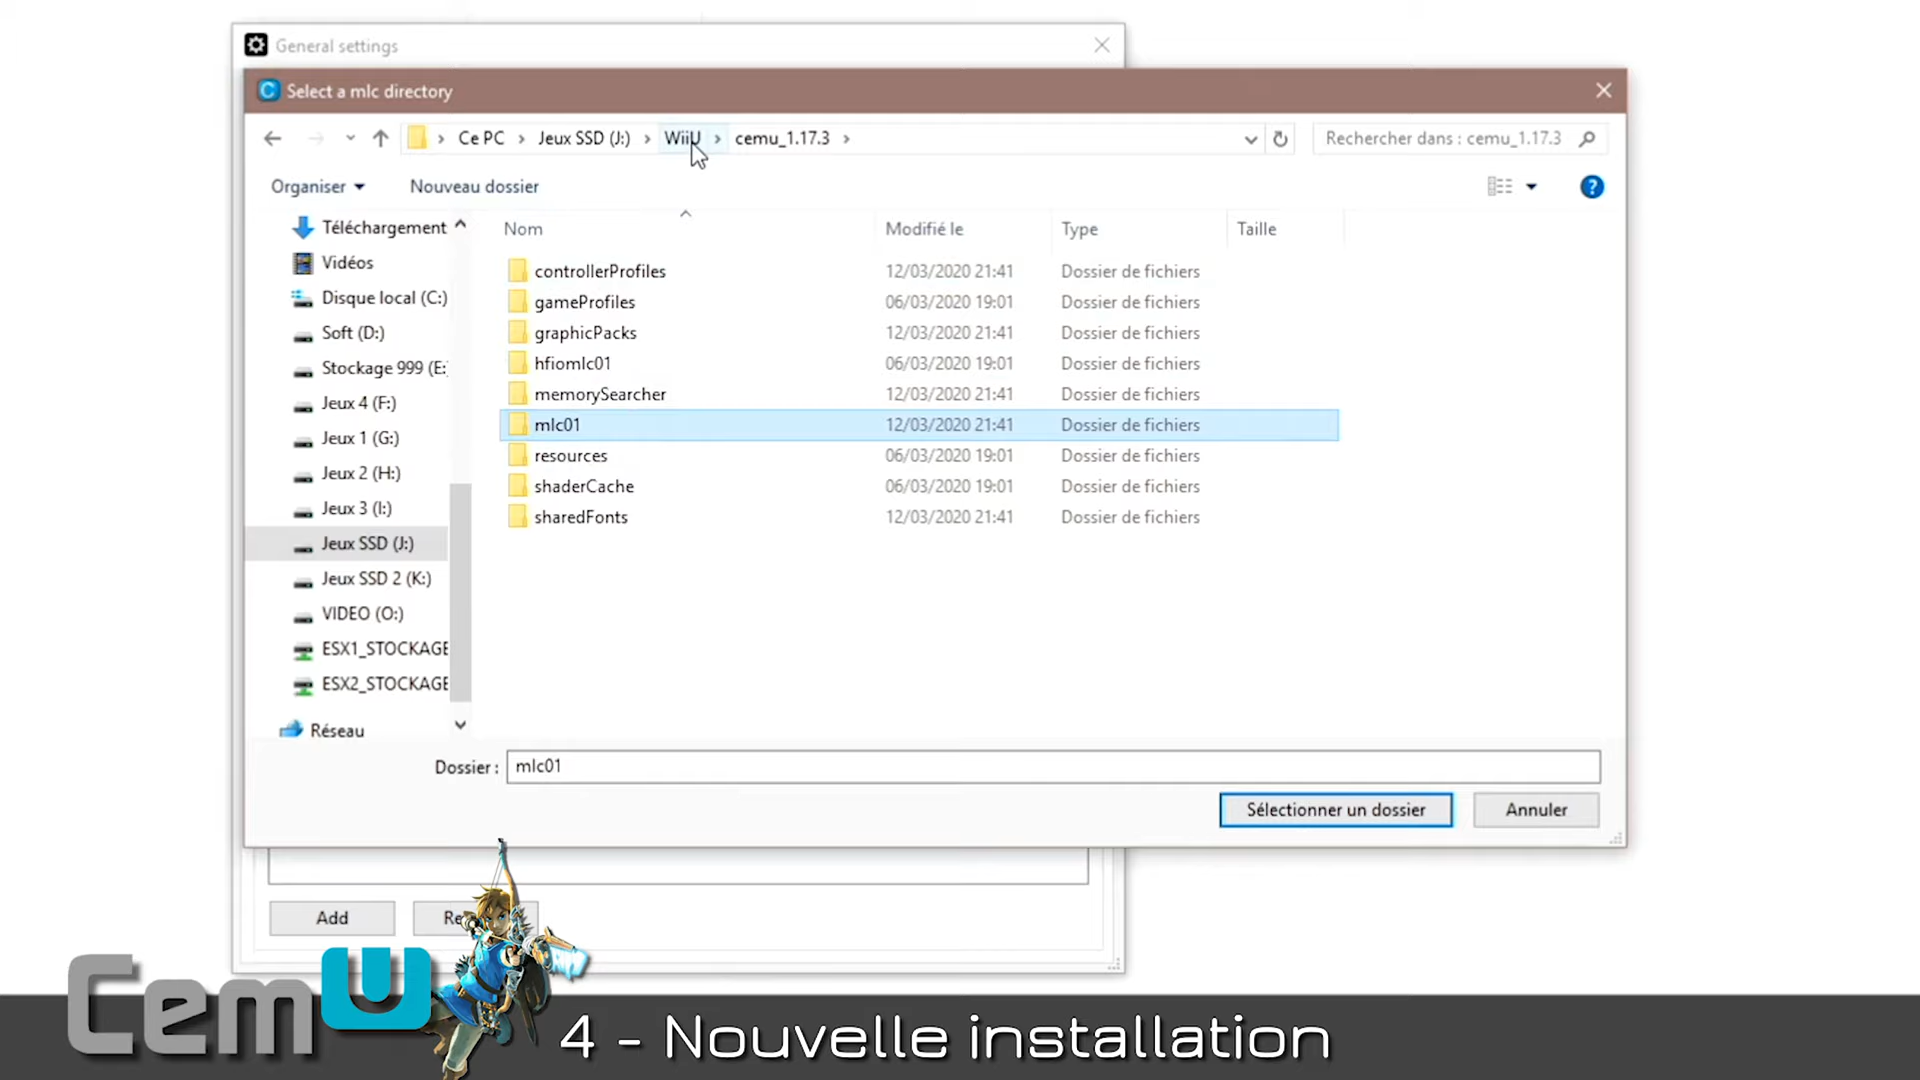 General settings
Select a mlc directory
Ce PC > Jeux SSD (J:) > WiiU > cemu_1.17.3 >
Rechercher dans : cemu_1.17.3
Organiser
Nouveau dossier
Nom
Modifié le
Type
Taille
Téléchargement
Vidéos
Disque local (C:)
Soft (D:)
Stockage 999 (E:
Jeux 4 (F:)
Jeux 1 (G:)
Jeux 2 (H:)
Jeux 3 (I:)
Jeux SSD (J:)
Jeux SSD 2 (K:)
VIDEO (O:)
ESX1_STOCKAGE
ESX2_STOCKAGE
Réseau
controllerProfiles 12/03/2020 21:41 Dossier de fichiers
gameProfiles 06/03/2020 19:01 Dossier de fichiers
graphicPacks 12/03/2020 21:41 Dossier de fichiers
hfiomlc01 06/03/2020 19:01 Dossier de fichiers
memorySearcher 12/03/2020 21:41 Dossier de fichiers
mlc01 12/03/2020 21:41 Dossier de fichiers
resources 06/03/2020 19:01 Dossier de fichiers
shaderCache 06/03/2020 19:01 Dossier de fichiers
sharedFonts 12/03/2020 21:41 Dossier de fichiers
Dossier : mlc01
Sélectionner un dossier
Annuler
Add
Cemu
4 - Nouvelle installation